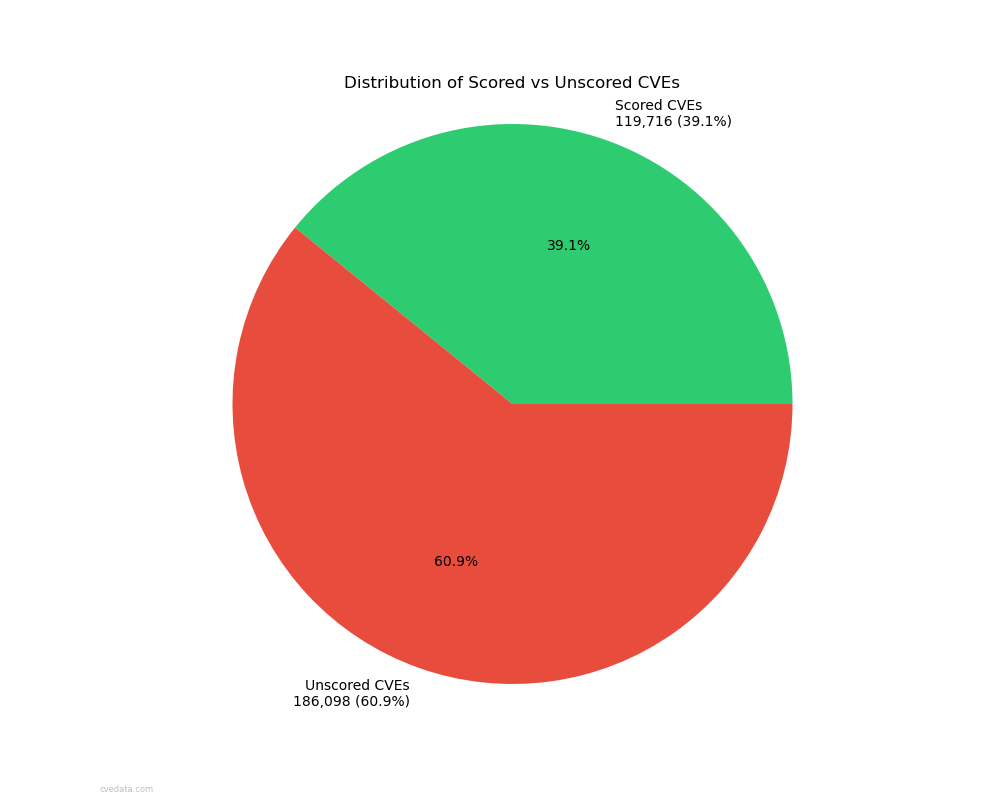 Distribution of Scored vs Unscored CVEs
Scored CVEs
119,716 (39.1%)
39.1%
60.9%
Unscored CVEs
186,098 (60.9%)
cvedata.com